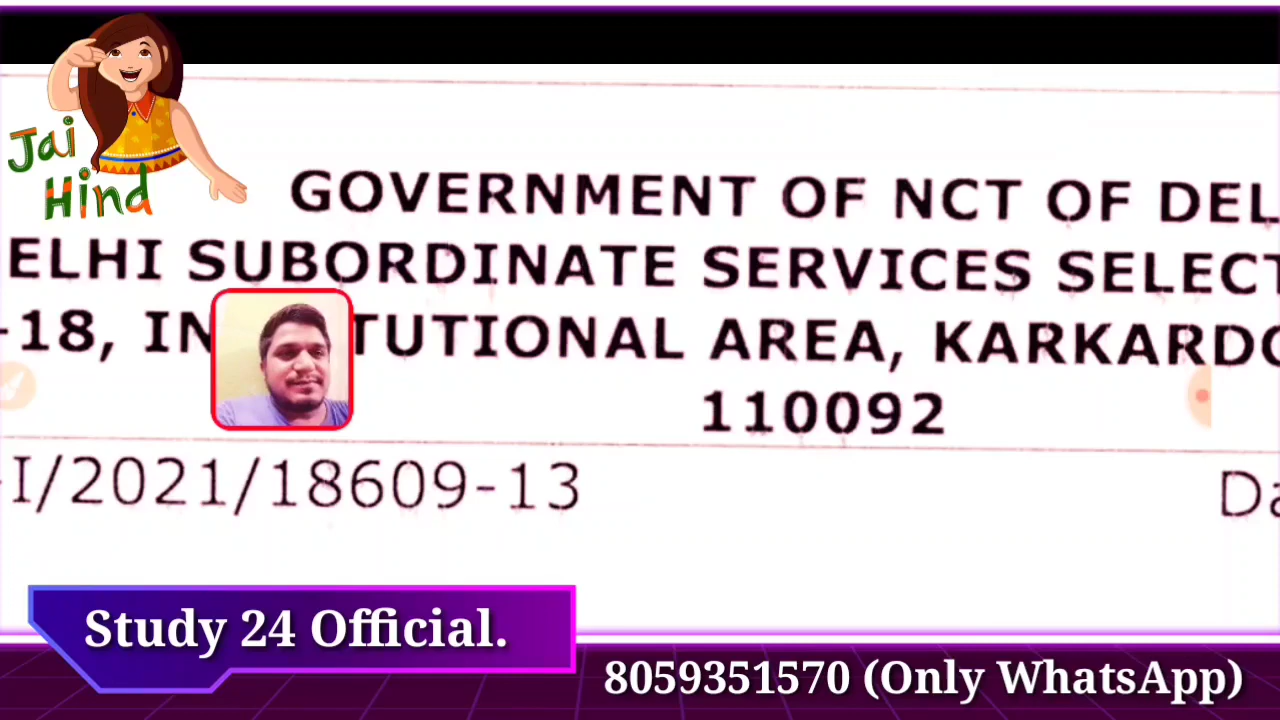 Jai
Hind
GOVERNMENT OF NCT OF DEL
ELHI SUBORDINATE SERVICES SELECT
-18, IN TUTIONAL AREA, KARKARDO
110092
-I/2021/18609-13
Da
Study 24 Official.
8059351570 (Only WhatsApp)